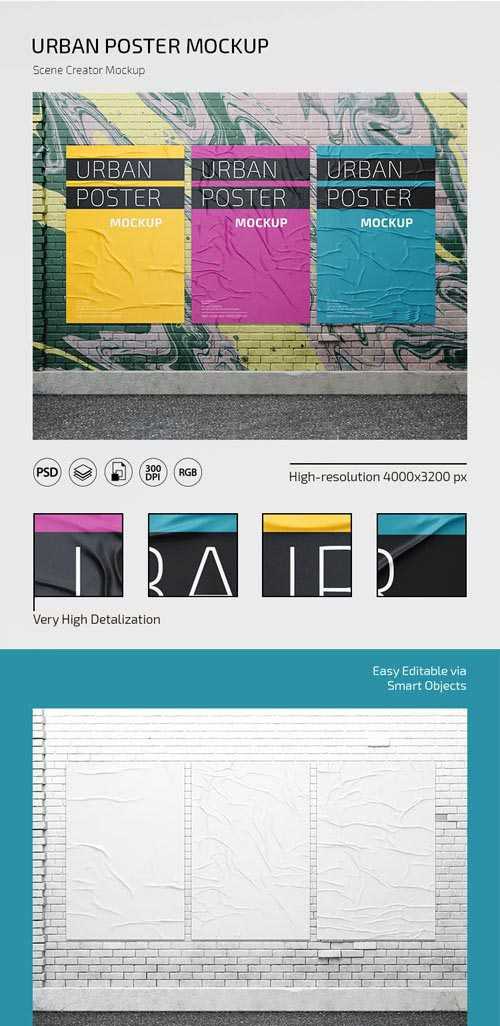 URBAN POSTER MOCKUP
Scene Creator Mockup
URBAN
POSTER
MOCKUP
URBAN
POSTER
MOCKUP
URBAN
POSTER
MOCKUP
PSD
300
DPI
RGB
High-resolution 4000x3200 px
Very High Detalization
Easy Editable via
Smart Objects